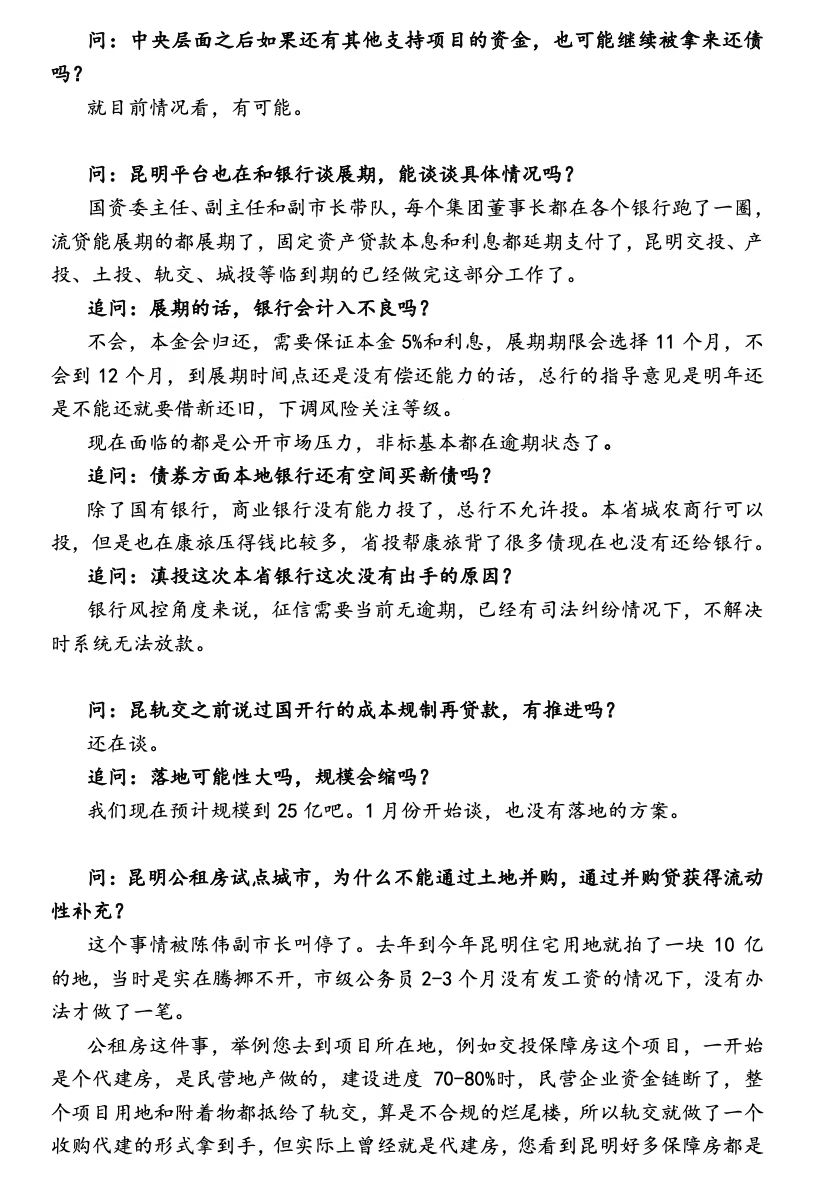 问：中央层面之后如果还有其他支持项目的资金，也可能继续被拿来还债
吗？
就目前情况看，有可能。
问：昆明平台也在和银行谈展期，能谈谈具体情况吗？
国资委主任、副主任和副市长带队，每个集团董事长都在各个银行跑了一圈，
流贷能展期的都展期了，固定资产贷款本息和利息都延期支付了，昆明交投、产
投、土投、轨交、城投等临到期的已经做完这部分工作了。
追问：展期的话，银行会计入不良吗？
不会，本金会归还，需要保证本金 5%和利息，展期期限会选择 11 个月，不
会到 12 个月，到展期时间点还是没有偿还能力的话，总行的指导意见是明年还
是不能还就要借新还旧，下调风险关注等级。
现在面临的都是公开市场压力，非标基本都在逾期状态了。
追问：债券方面本地银行还有空间买新债吗？
除了国有银行，商业银行没有能力投了，总行不允许投。本省城农商行可以
投，但是也在康旅压得钱比较多，省投帮康旅背了很多债现在也没有还给银行。
追问：滇投这次本省银行这次没有出手的原因？
银行风控角度来说，征信需要当前无逾期，已经有司法纠纷情况下，不解决
时系统无法放款。
问：昆轨交之前说过国开行的成本规制再贷款，有推进吗？
还在谈。
追问：落地可能性大吗，规模会缩吗？
我们现在预计规模到 25 亿吧。1 月份开始谈，也没有落地的方案。
问：昆明公租房试点城市，为什么不能通过土地并购，通过并购贷获得流动
性补充？
这个事情被陈伟副市长叫停了。去年到今年昆明住宅用地就拍了一块 10 亿
的地，当时是实在腾挪不开，市级公务员 2-3 个月没有发工资的情况下，没有办
法才做了一笔。
公租房这件事，举例您去到项目所在地，例如交投保障房这个项目，一开始
是个代建房，是民营地产做的，建设进度 70-80%时，民营企业资金链断了，整
个项目用地和附着物都抵给了轨交，算是不合规的烂尾楼，所以轨交就做了一个
收购代建的形式拿到手，但实际上曾经就是代建房，您看到昆明好多保障房都是